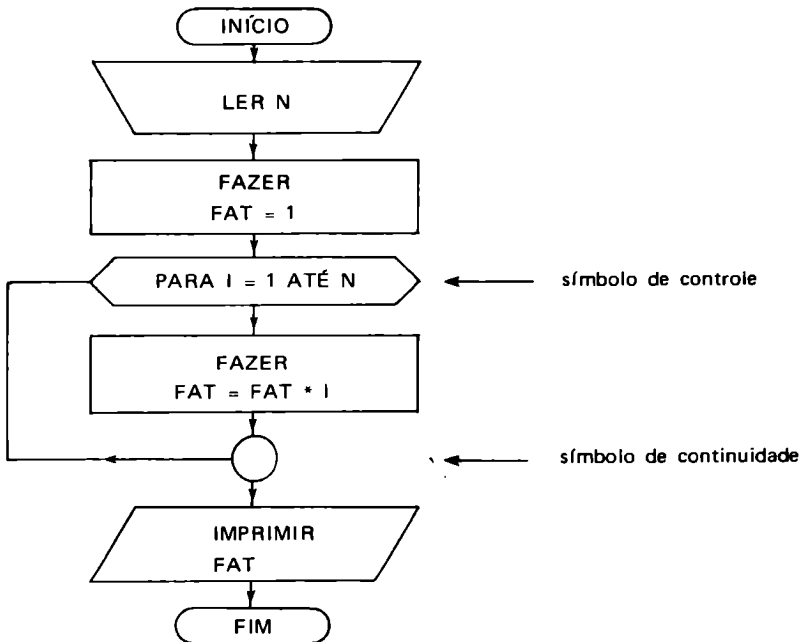 INÍCIO
LER N
FAZER
FAT = 1
PARA I = 1 ATÉ N
símbolo de controle
FAZER
FAT = FAT * I
símbolo de continuidade
IMPRIMIR
FAT
FIM